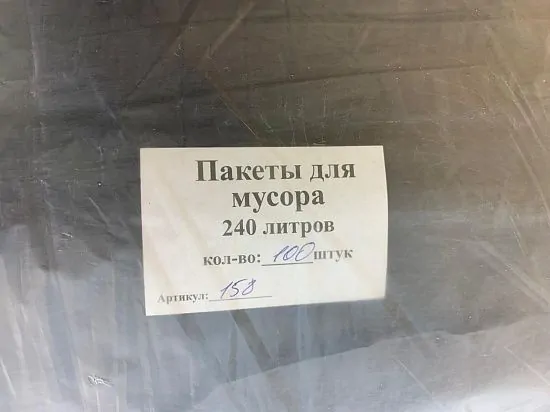 Пакеты для
мусора
240 литров
кол-во: 100 штук
Артикул: 158